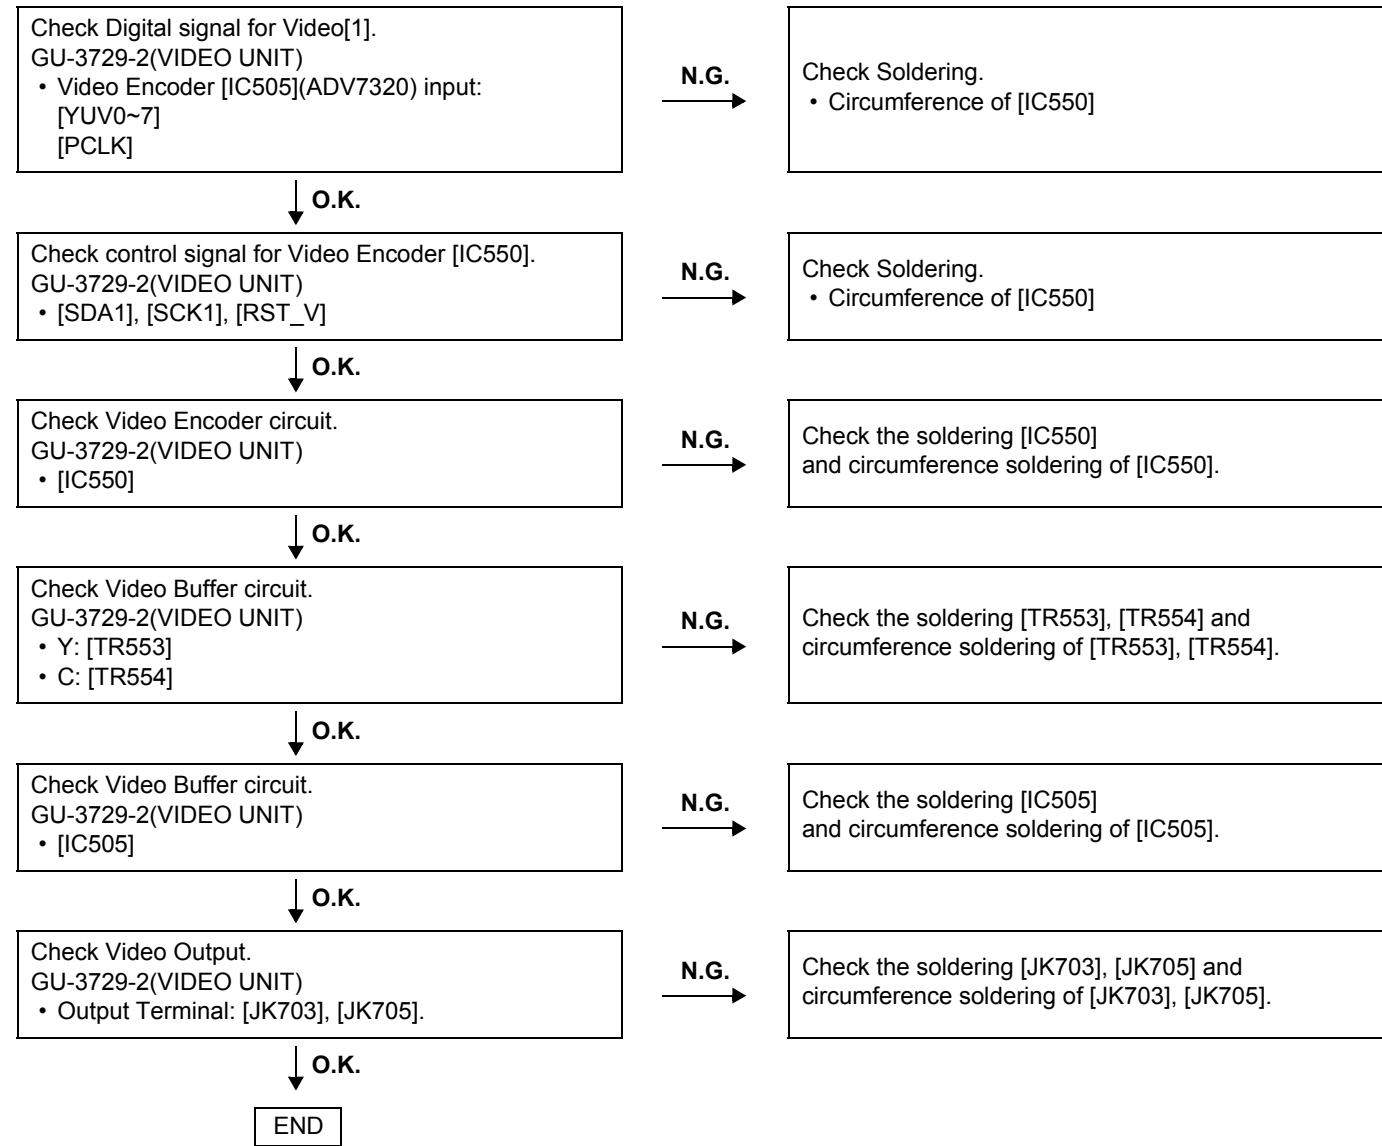 Check Digital signal for Video[1].
GU-3729-2(VIDEO UNIT)
• Video Encoder [IC505](ADV7320) input:
[YUV0~7]
[PCLK]
N.G.
Check Soldering.
• Circumference of [IC550]
O.K.
Check control signal for Video Encoder [IC550].
GU-3729-2(VIDEO UNIT)
• [SDA1], [SCK1], [RST_V]
N.G.
Check Soldering.
• Circumference of [IC550]
O.K.
Check Video Encoder circuit.
GU-3729-2(VIDEO UNIT)
• [IC550]
N.G.
Check the soldering [IC550]
and circumference soldering of [IC550].
O.K.
Check Video Buffer circuit.
GU-3729-2(VIDEO UNIT)
• Y: [TR553]
• C: [TR554]
N.G.
Check the soldering [TR553], [TR554] and
circumference soldering of [TR553], [TR554].
O.K.
Check Video Buffer circuit.
GU-3729-2(VIDEO UNIT)
• [IC505]
N.G.
Check the soldering [IC505]
and circumference soldering of [IC505].
O.K.
Check Video Output.
GU-3729-2(VIDEO UNIT)
• Output Terminal: [JK703], [JK705].
N.G.
Check the soldering [JK703], [JK705] and
circumference soldering of [JK703], [JK705].
O.K.
END